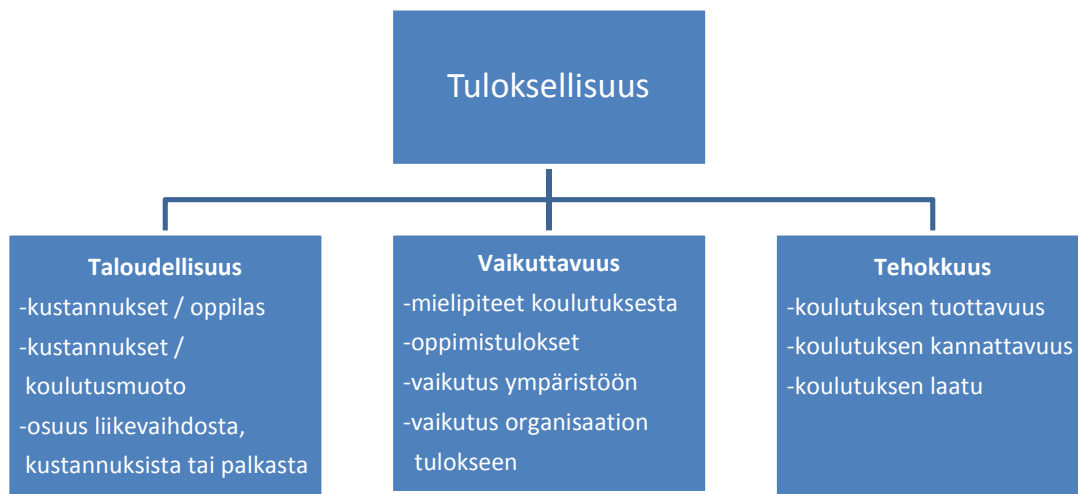 Tuloksellisuus
Taloudellisuus
-kustannukset / oppilas
-kustannukset /
koulutusmuoto
-osuus liikevaihdosta,
kustannuksista tai palkasta
Vaikuttavuus
-mielipiteet koulutuksesta
-oppimistulokset
-vaikutus ympäristöön
-vaikutus organisaation
tulokseen
Tehokkuus
-koulutuksen tuottavuus
-koulutuksen kannattavuus
-koulutuksen laatu